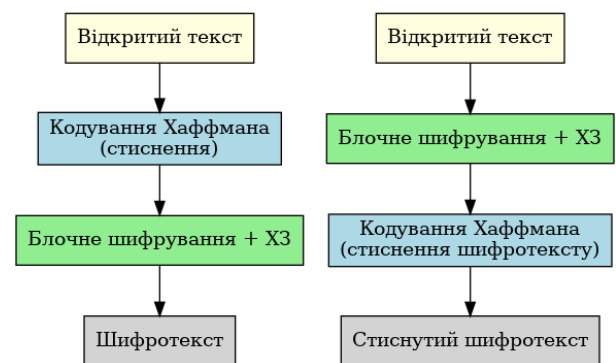 Відкритий текст
Кодування Хаффмана
(стиснення)
Блочне шифрування + ХЗ
Шифротекст
Відкритий текст
Блочне шифрування + ХЗ
Кодування Хаффмана
(стиснення шифротексту)
Стиснутий шифротекст